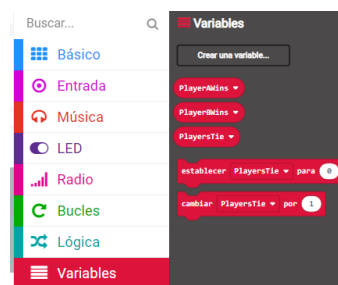 Buscar...
Básico
Entrada
Música
LED
Radio
Bucles
Lógica
Variables
Variables
Crear una variable...
PlayerAWins
PlayerBWins
PlayersTie
establecer PlayersTie para 0
cambiar PlayersTie por 1